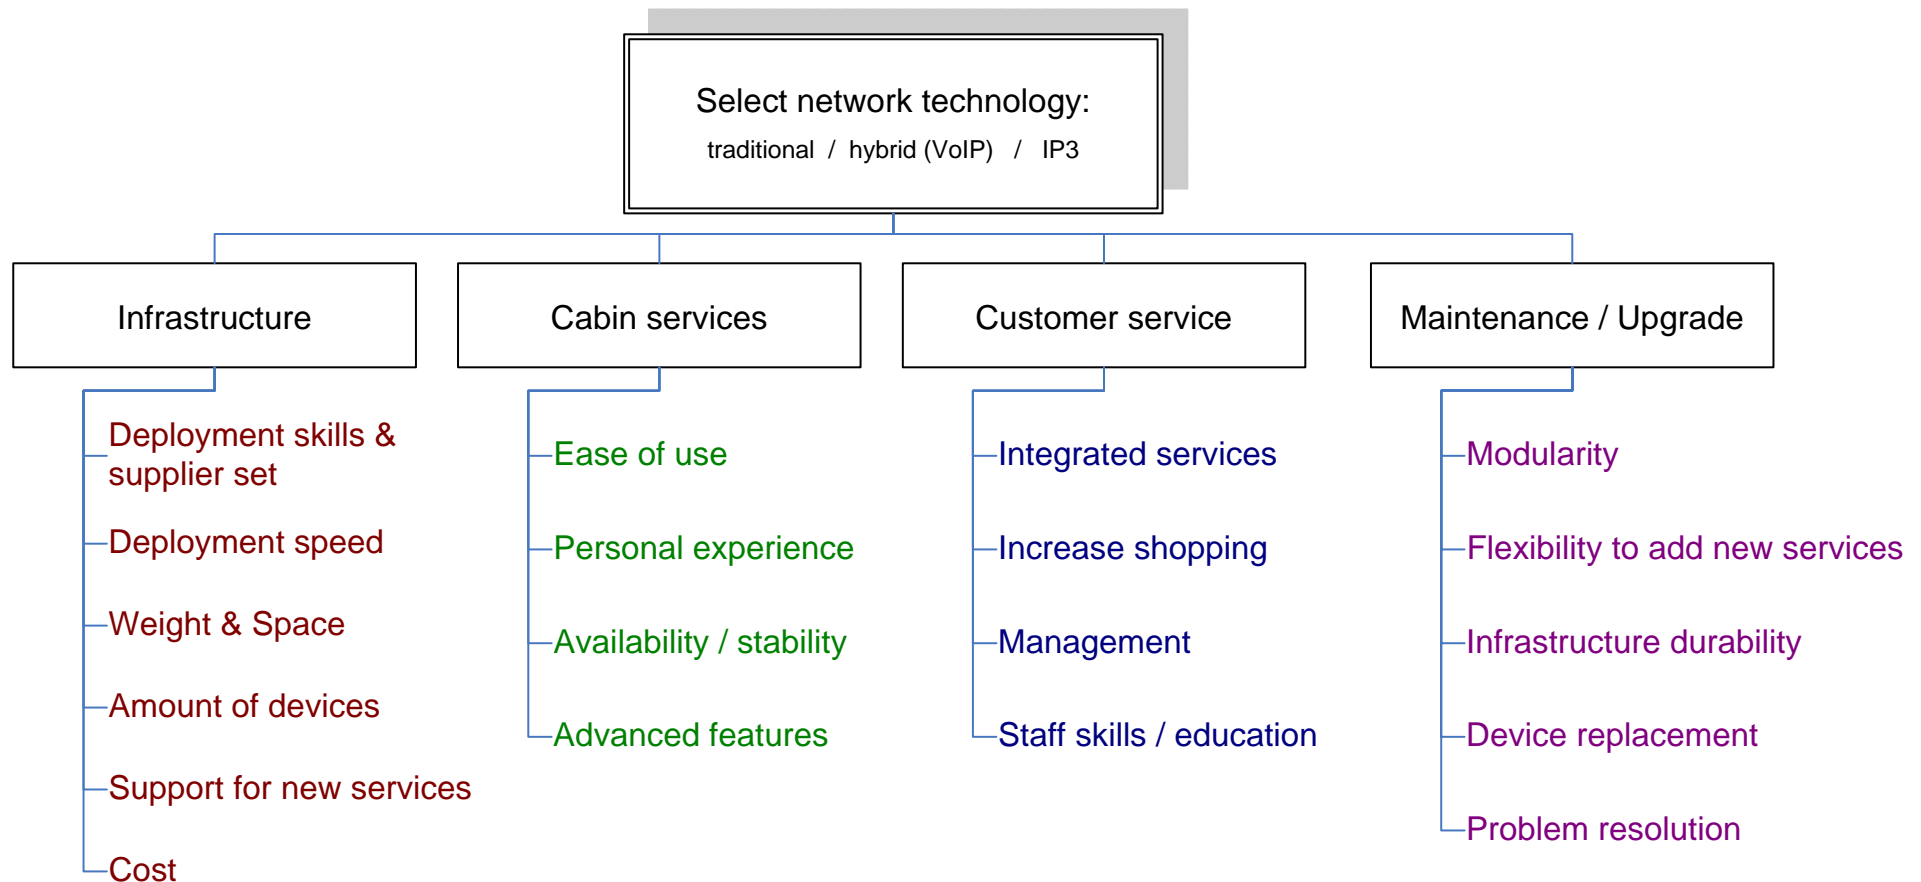 Select network technology:
traditional / hybrid (VoIP) / IP3
Infrastructure
Cabin services
Customer service
Maintenance / Upgrade
Deployment skills &
supplier set
Deployment speed
Weight & Space
Amount of devices
Support for new services
Cost
Ease of use
Personal experience
Availability / stability
Advanced features
Integrated services
Increase shopping
Management
Staff skills / education
Modularity
Flexibility to add new services
Infrastructure durability
Device replacement
Problem resolution